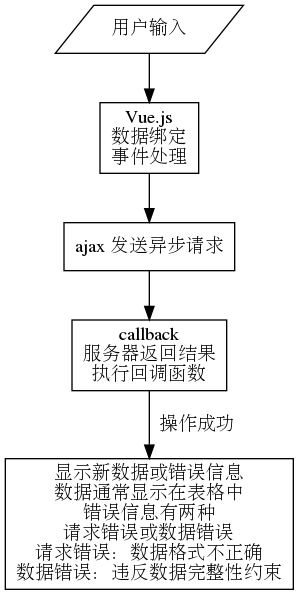 用户输入
Vue.js
数据绑定
事件处理
ajax 发送异步请求
callback
服务器返回结果
执行回调函数
操作成功
显示新数据或错误信息
数据通常显示在表格中
错误信息有两种
请求错误或数据错误
请求错误：数据格式不正确
数据错误：违反数据完整性约束